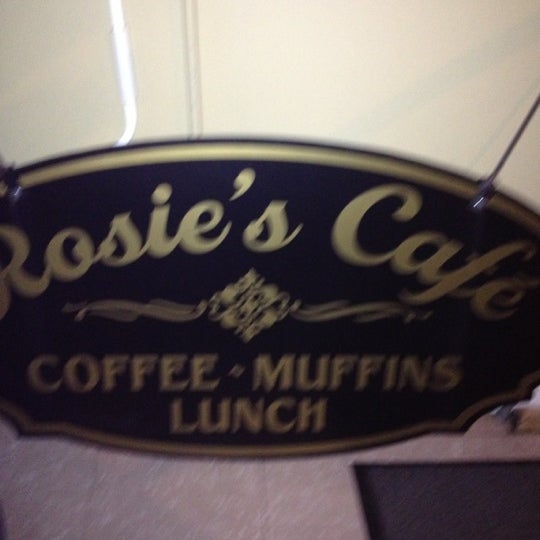 Rosie's Café
COFFEE - MUFFINS
LUNCH